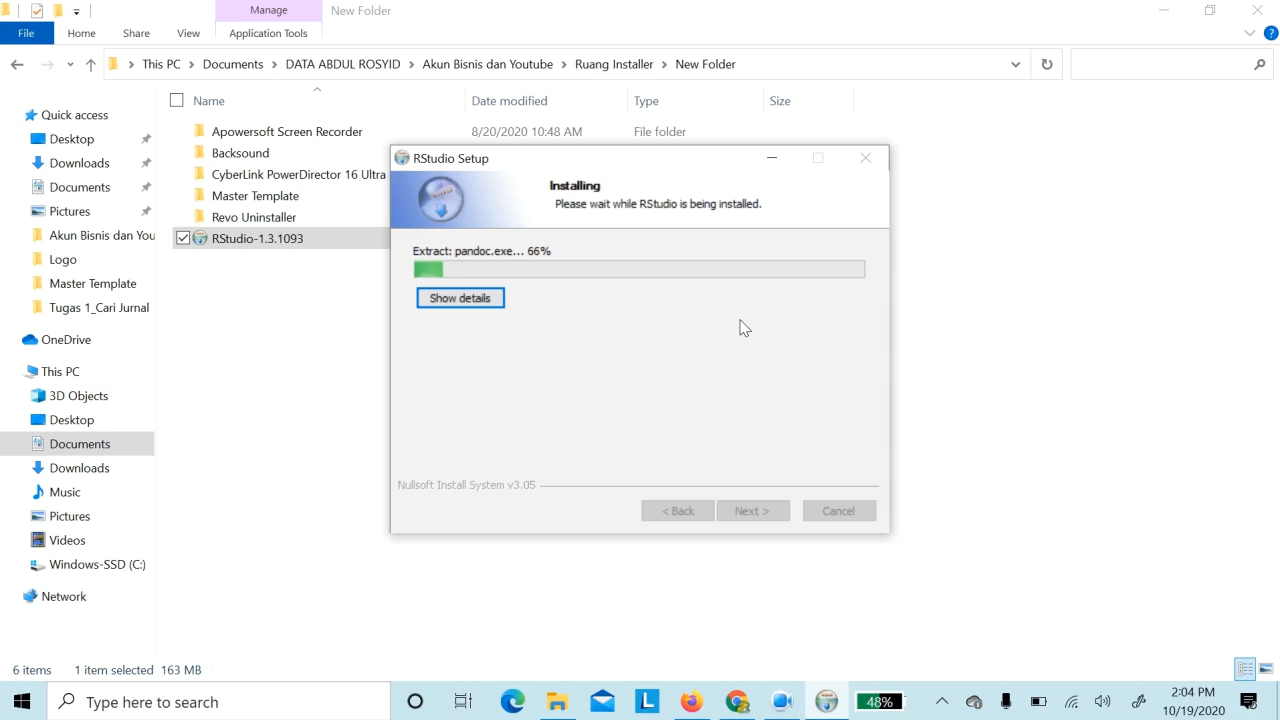 Manage
New Folder
File
Home
Share
View
Application Tools
This PC
Documents
DATA ABDUL ROSYID
Akun Bisnis dan Youtube
Ruang Installer
New Folder
Name
Date modified
Type
Size
Quick access
Desktop
Downloads
Documents
Pictures
Akun Bisnis dan You
Logo
Master Template
Tugas 1_Cari Jurnal
OneDrive
This PC
3D Objects
Desktop
Documents
Downloads
Music
Pictures
Videos
Windows-SSD (C:)
Network
Apowersoft Screen Recorder
8/20/2020 10:48 AM
File folder
Backsound
CyberLink PowerDirector 16 Ultra
Master Template
Revo Uninstaller
RStudio-1.3.1093
RStudio Setup
Installing
Please wait while RStudio is being installed.
Extract: pandoc.exe... 66%
Show details
Nullsoft Install System v3.05
< Back
Next >
Cancel
6 items
1 item selected
163 MB
Type here to search
48%
2:04 PM
10/19/2020